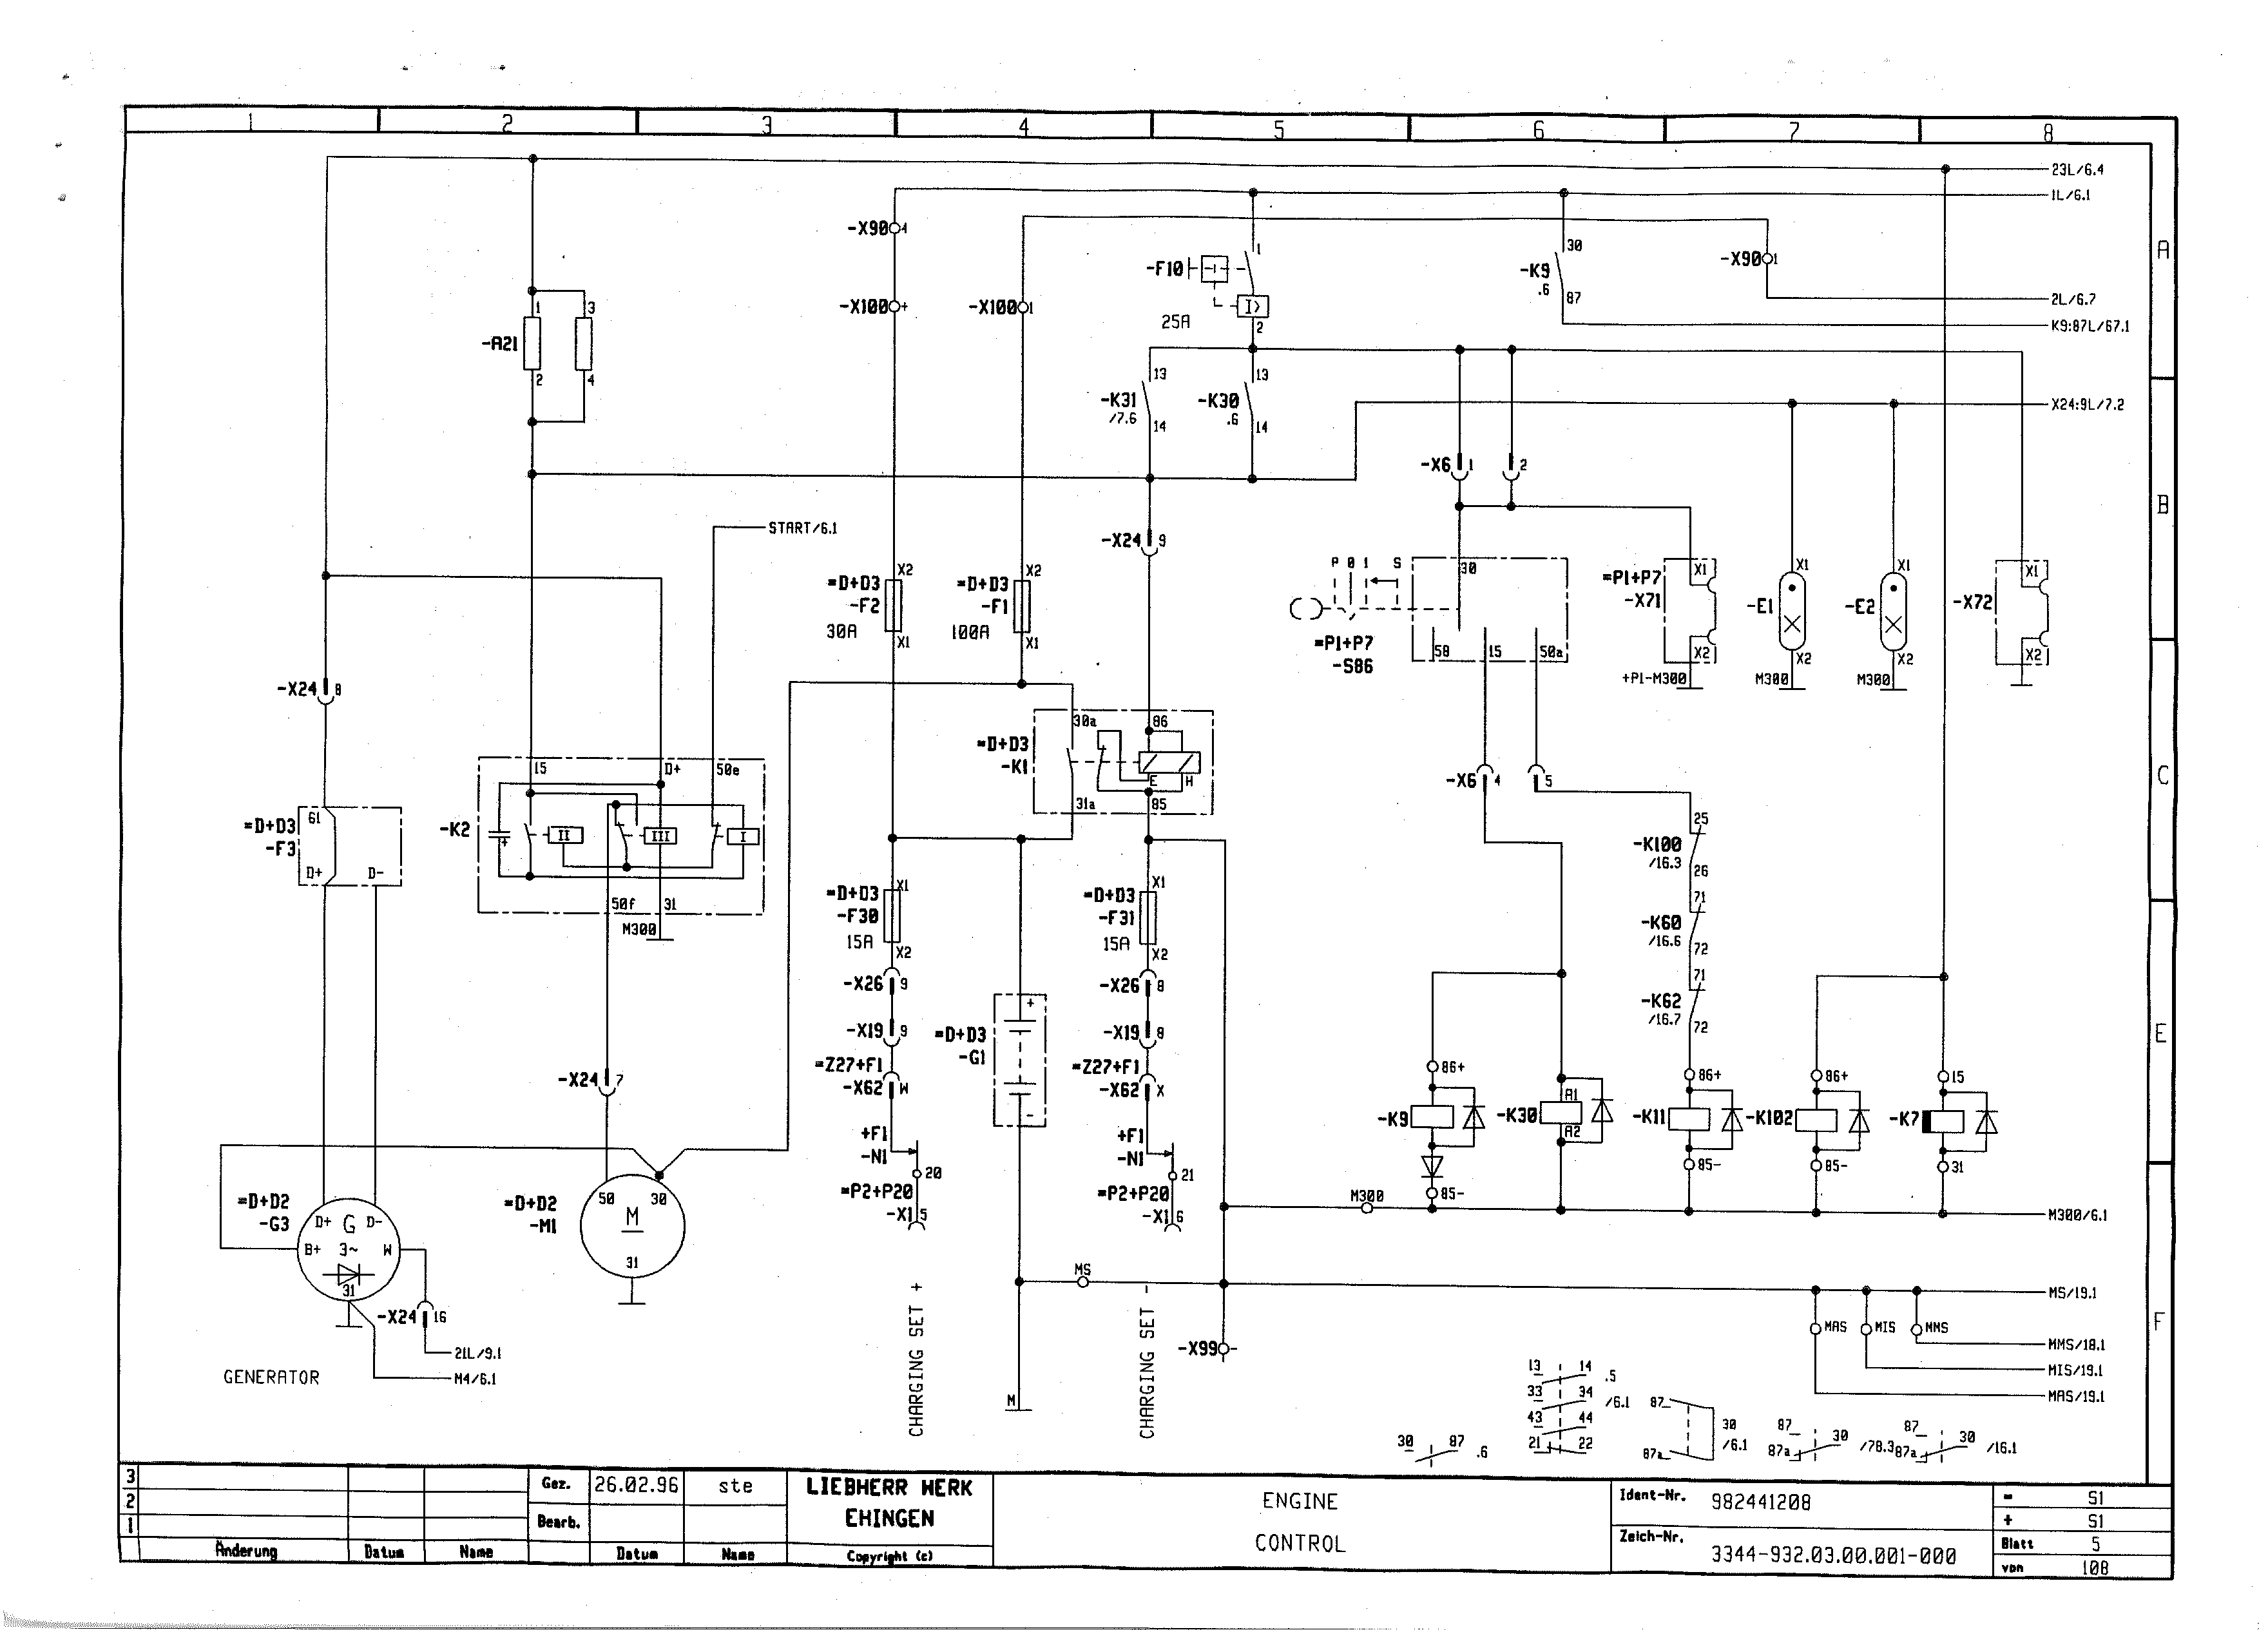 1 2 3 4 5 6 7 8
23L/6.4
1L/6.1
-X90 4
A
30
-K9
.6
87
-X90 1
-F10
1
I>
2
25A
-X100 +
-X100 1
2L/6.7
K9:87L/67.1
1 3
-A21
2 4
13
-K31
/7.6
14
13
-K30
.6
14
X24:9L/7.2
-X6 1 2
B
START/6.1
-X24 9
=D+D3
-F2
30A
X2
X1
=D+D3
-F1
100A
X2
X1
P 0 1 S
30
=P1+P7
-S86
58 15 50a
=P1+P7
-X71
X1
X2
+P1-M300
X1
-E1
X2
M300
X1
-E2
X2
M300
-X72
X1
X2
-X24 8
30a 86
=D+D3
-K1
E H
31a 85
-X6 4 5
C
15 D+ 50e
-K2
+
II III I
50f 31
M300
=D+D3
-F3
61
D+ D-
25
-K100
/16.3
26
71
-K60
/16.6
72
71
-K62
/16.7
72
=D+D3
-F30
15A
X1
X2
-X26 9
-X19 9
=Z27+F1
-X62 W
+F1
-N1
20
=P2+P20
-X1 5
=D+D3
-G1
+
-
=D+D3
-F31
15A
X1
X2
-X26 8
-X19 8
=Z27+F1
-X62 X
+F1
-N1
21
=P2+P20
-X1 6
E
-X24 7
86+
-K9
85-
-K30
A1
A2
86+
-K11
85-
86+
-K102
85-
15
-K7
31
=D+D2
-G3
D+ G D-
B+ 3~ W
31
=D+D2
-M1
50 30
M
31
M300
M300/6.1
MS
MS/19.1
-X24 16
21L/9.1
M4/6.1
GENERATOR
CHARGING SET +
CHARGING SET -
M
-X99 -
MAS MIS MMS
MMS/18.1
MIS/19.1
MAS/19.1
F
30 87 .6
13 14 .5
33 34 /6.1
43 44
21 22
87
30
/6.1
87a
87
30
/78.3
87a
87
30
/16.1
87a
3
2
1
Änderung Datum Name
Gez. 26.02.96 ste
Bearb.
Datum Name
LIEBHERR WERK
EHINGEN
Copyright (c)
ENGINE
CONTROL
Ident-Nr. 982441208
Zeich-Nr. 3344-932.03.00.001-000
= S1
+ S1
Blatt 5
von 108